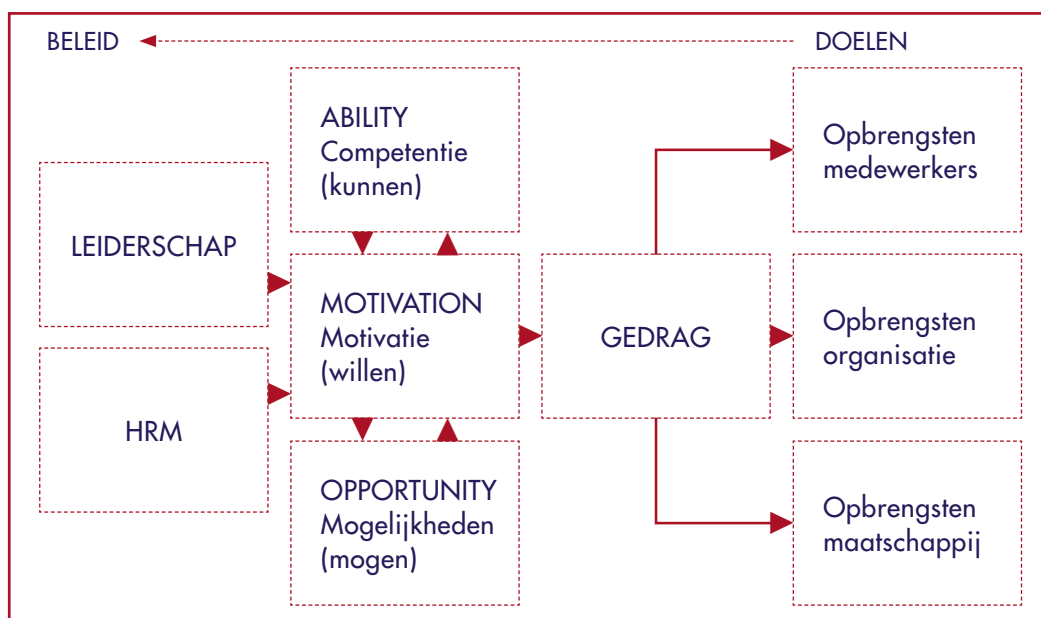 BELEID
DOELEN
LEIDERSCHAP
HRM
ABILITY
Competentie
(kunnen)
MOTIVATION
Motivatie
(willen)
OPPORTUNITY
Mogelijkheden
(mogen)
GEDRAG
Opbrengsten
medewerkers
Opbrengsten
organisatie
Opbrengsten
maatschappij